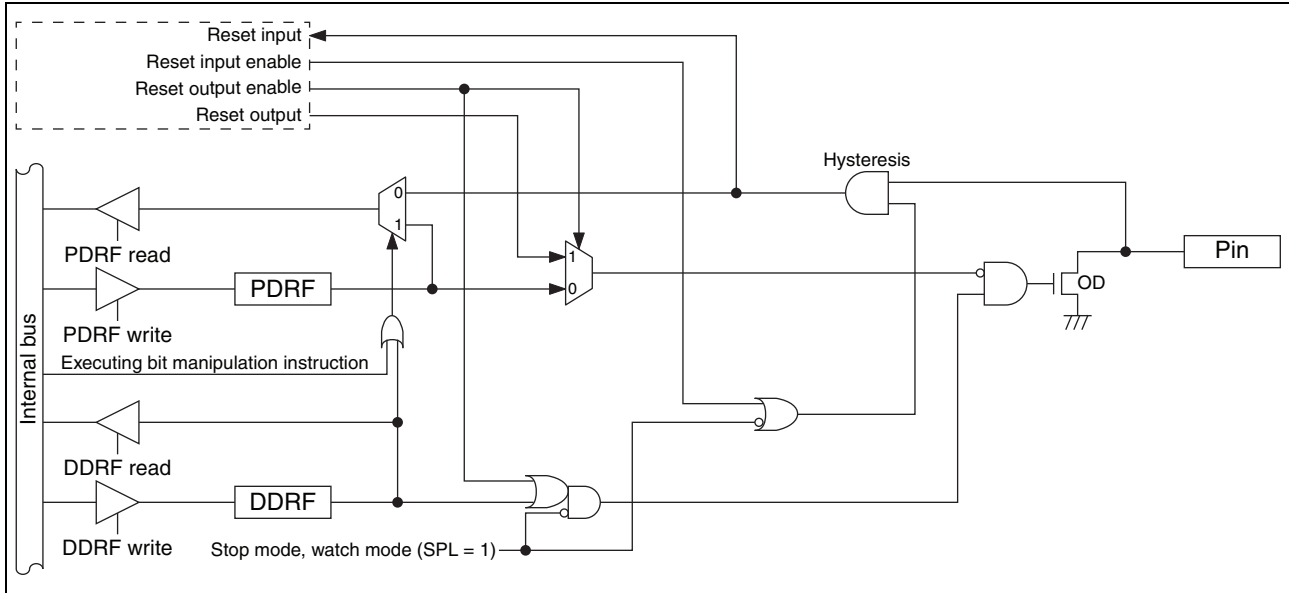 Reset input
Reset input enable
Reset output enable
Reset output
Hysteresis
0
1
PDRF read
1
Pin
PDRF
0
OD
PDRF write
Executing bit manipulation instruction
Internal bus
DDRF read
DDRF
Stop mode, watch mode (SPL = 1)
DDRF write